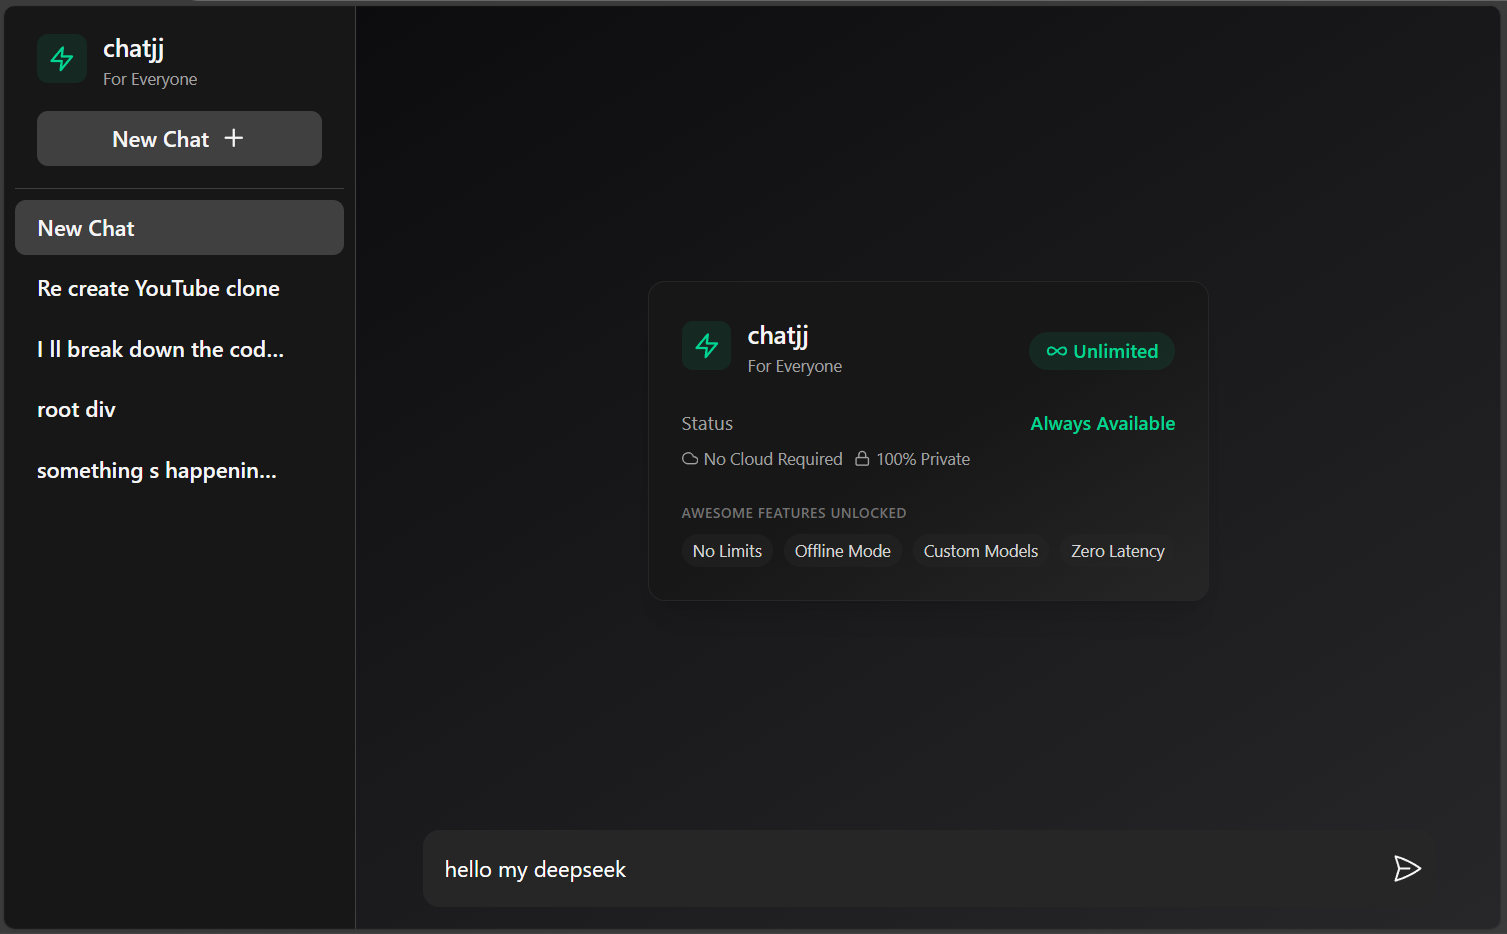 chatjj
For Everyone
New Chat
New Chat
Re create YouTube clone
I ll break down the cod...
root div
something s happenin...
chatjj
For Everyone
Unlimited
Status
Always Available
No Cloud Required
100% Private
AWESOME FEATURES UNLOCKED
No Limits
Offline Mode
Custom Models
Zero Latency
hello my deepseek